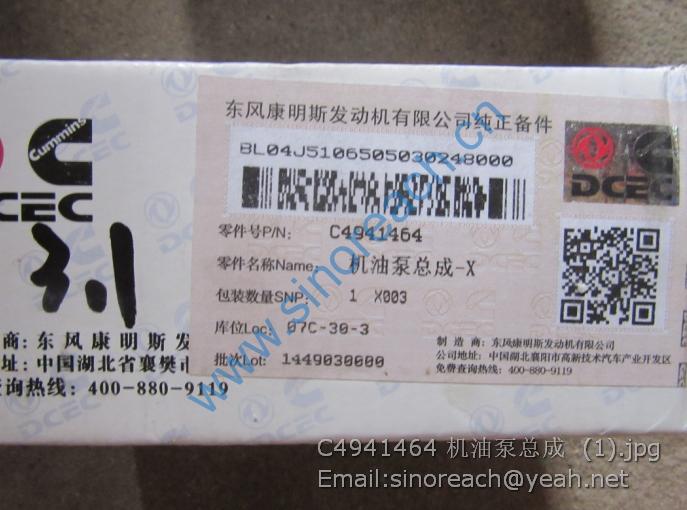 Cummins
CEC
31
商: 东风康明斯发
址: 中国湖北省襄樊市
查询热线: 400-880-9119
东风康明斯发动机有限公司纯正备件
BL04J5106505030248000
DCEC
零件号P/N: C4941464
零件名称Name: 机油泵总成-X
包装数量SNP: 1 X003
库位Loc: 07C-30-3
批次Lot: 1449030000
制 造 商: 东风康明斯发动机有限公司
公司地址: 中国湖北襄阳市高新技术汽车产业开发区
免费查询热线: 400-880-9119
www.sinoreach.cn
C4941464 机油泵总成 (1).jpg
Email:sinoreach@yeah.net